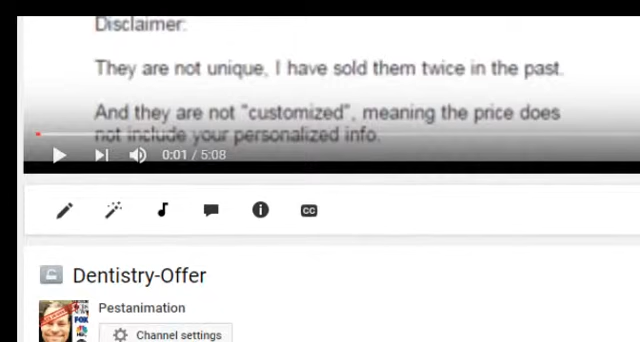 Disclaimer:
They are not unique, I have sold them twice in the past.
And they are not "customized", meaning the price does
not include your personalized info.
0:01 / 5:08
CC
Dentistry-Offer
Pestanimation
FOX
Channel settings